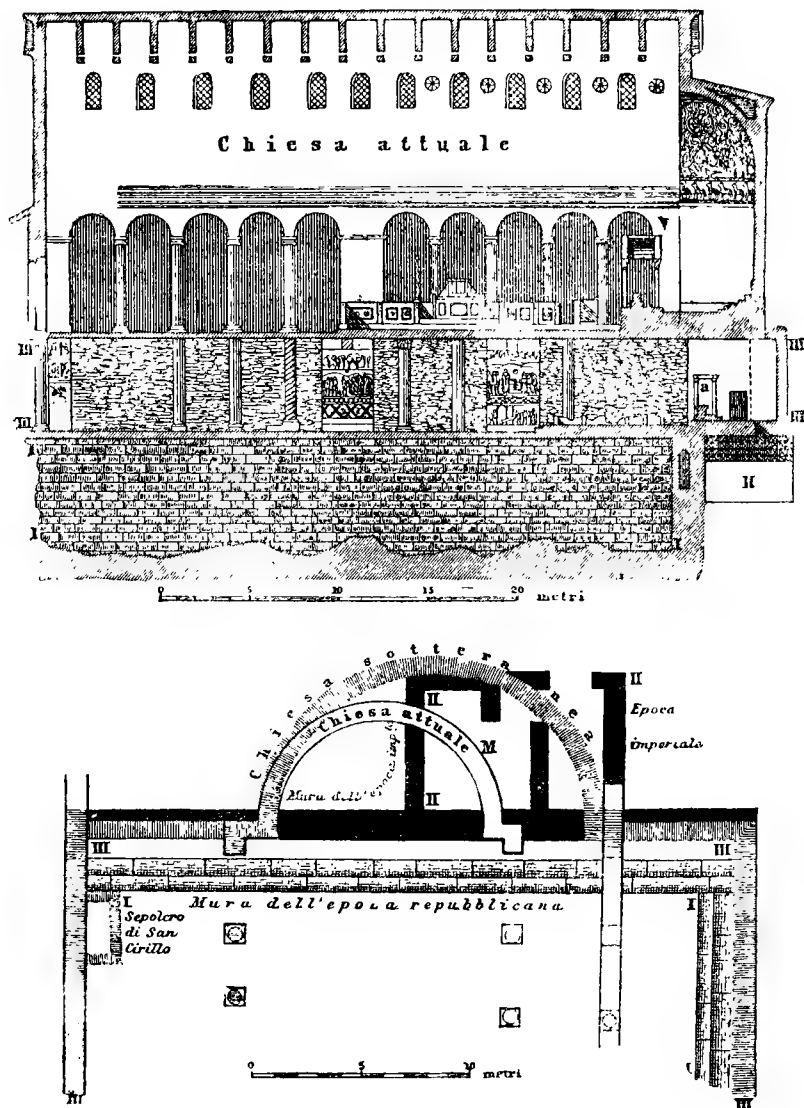 Chiesa attuale
III
III
III
III
a
I
H
I
I
0 5 10 15 20 metri
Chiesa sotteranea
II
II
Epoca
imperiale
Chiesa attuale
M
Mura dell'epoca imp
II
III
III
I
Mura dell'epoca repubblicana
I
Sepolcro
di San
Cirillo
0 5 10 metri
III
III